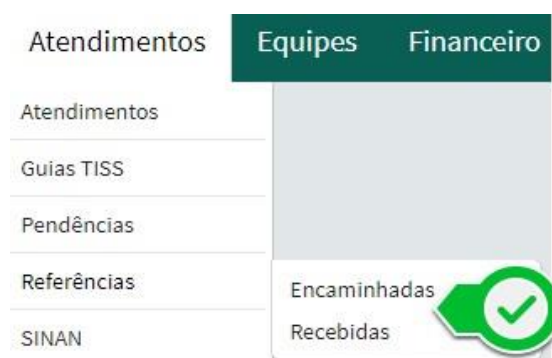 Atendimentos Equipes Financeiro
Atendimentos
Guias TISS
Pendências
Referências
Encaminhadas
Recebidas
SINAN